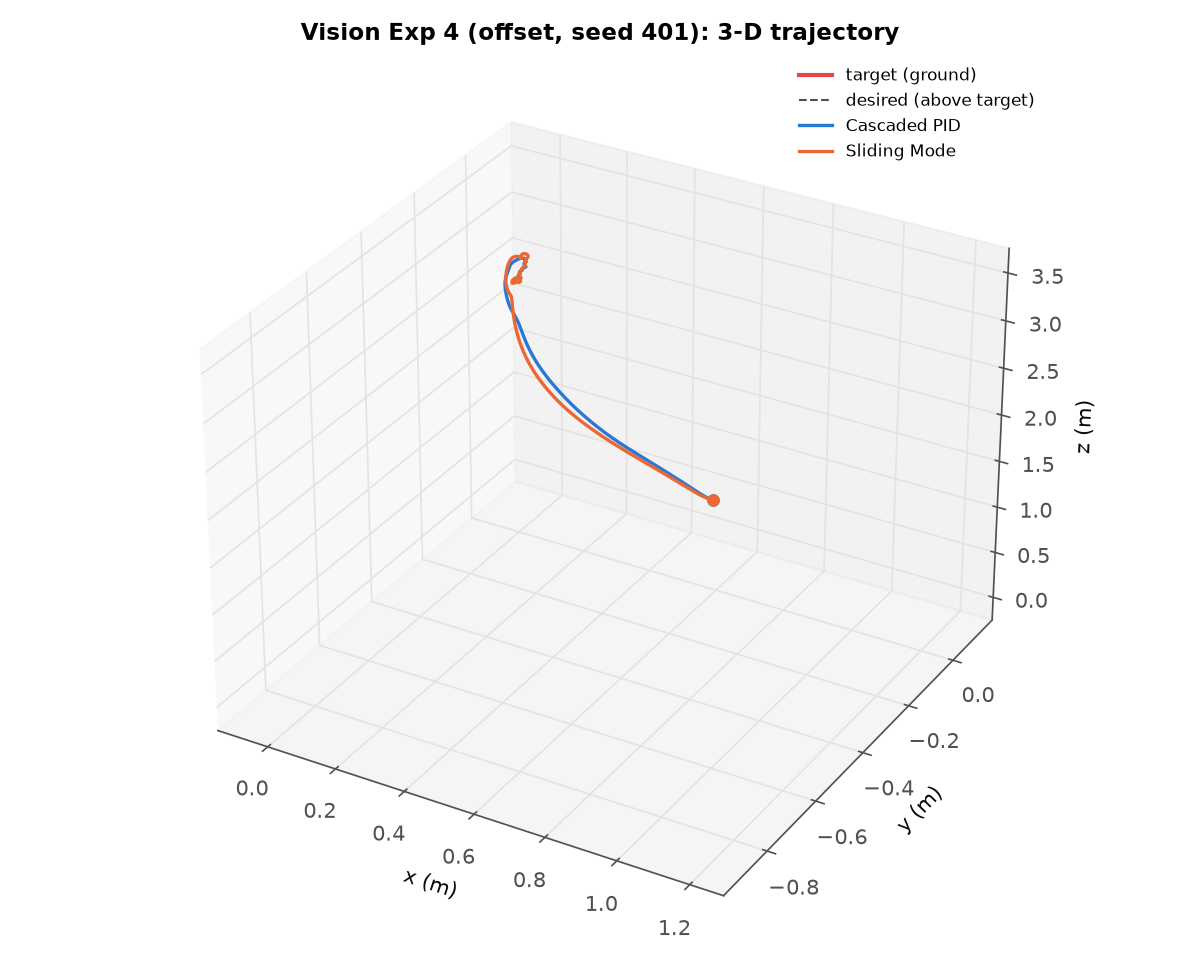 Vision Exp 4 (offset, seed 401): 3-D trajectory
target (ground)
desired (above target)
Cascaded PID
Sliding Mode
3.5
3.0
2.5
2.0
1.5
1.0
0.5
0.0
z (m)
0.0
−0.2
−0.4
−0.6
−0.8
y (m)
0.0
0.2
0.4
0.6
0.8
1.0
1.2
x (m)